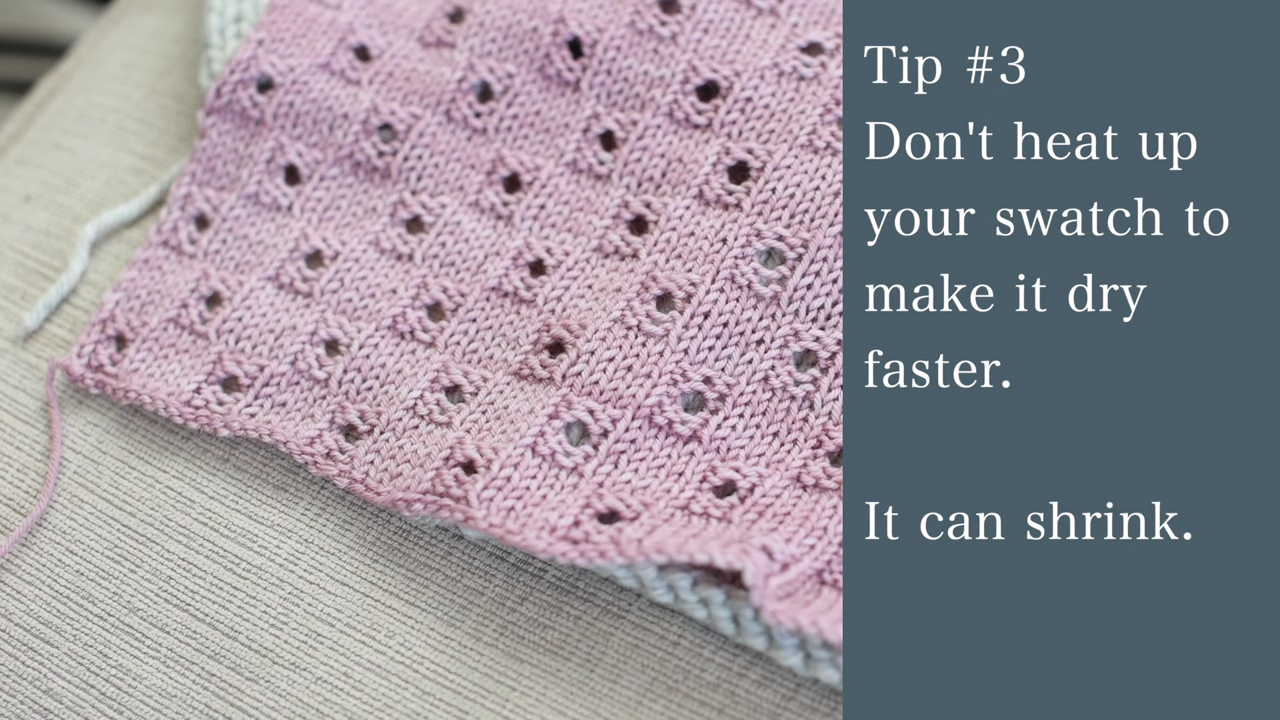 Tip #3
Don't heat up
your swatch to
make it dry
faster.
It can shrink.